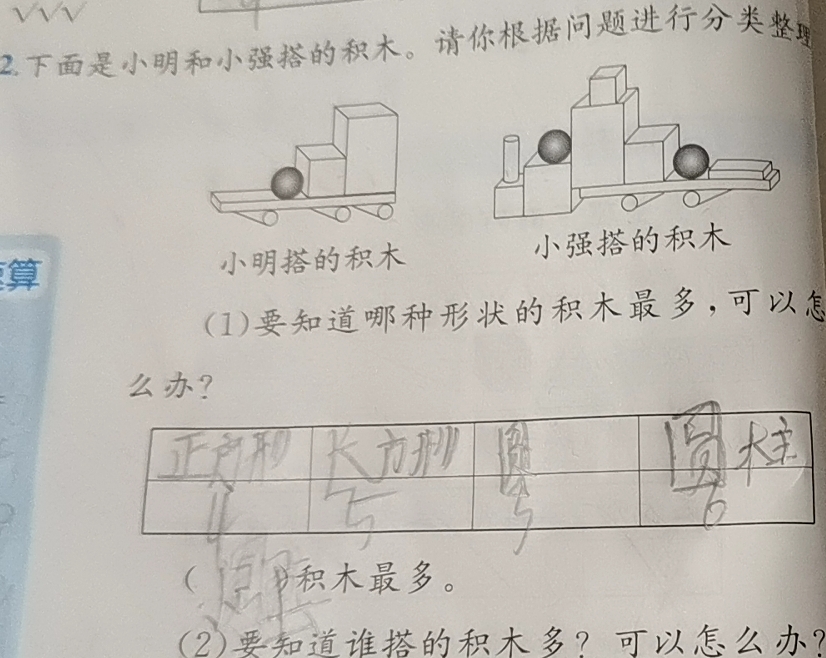 √√√
2.下面是小明和小强搭的积木。请你根据问题进行分类整理
小明搭的积木
小强搭的积木
算
(1)要知道哪种形状的积木最多,可以怎
么办?
正方形 长方形 圆 圆柱
4 5 5 6
( )积木最多。
(2)要知道谁搭的积木多?可以怎么办?